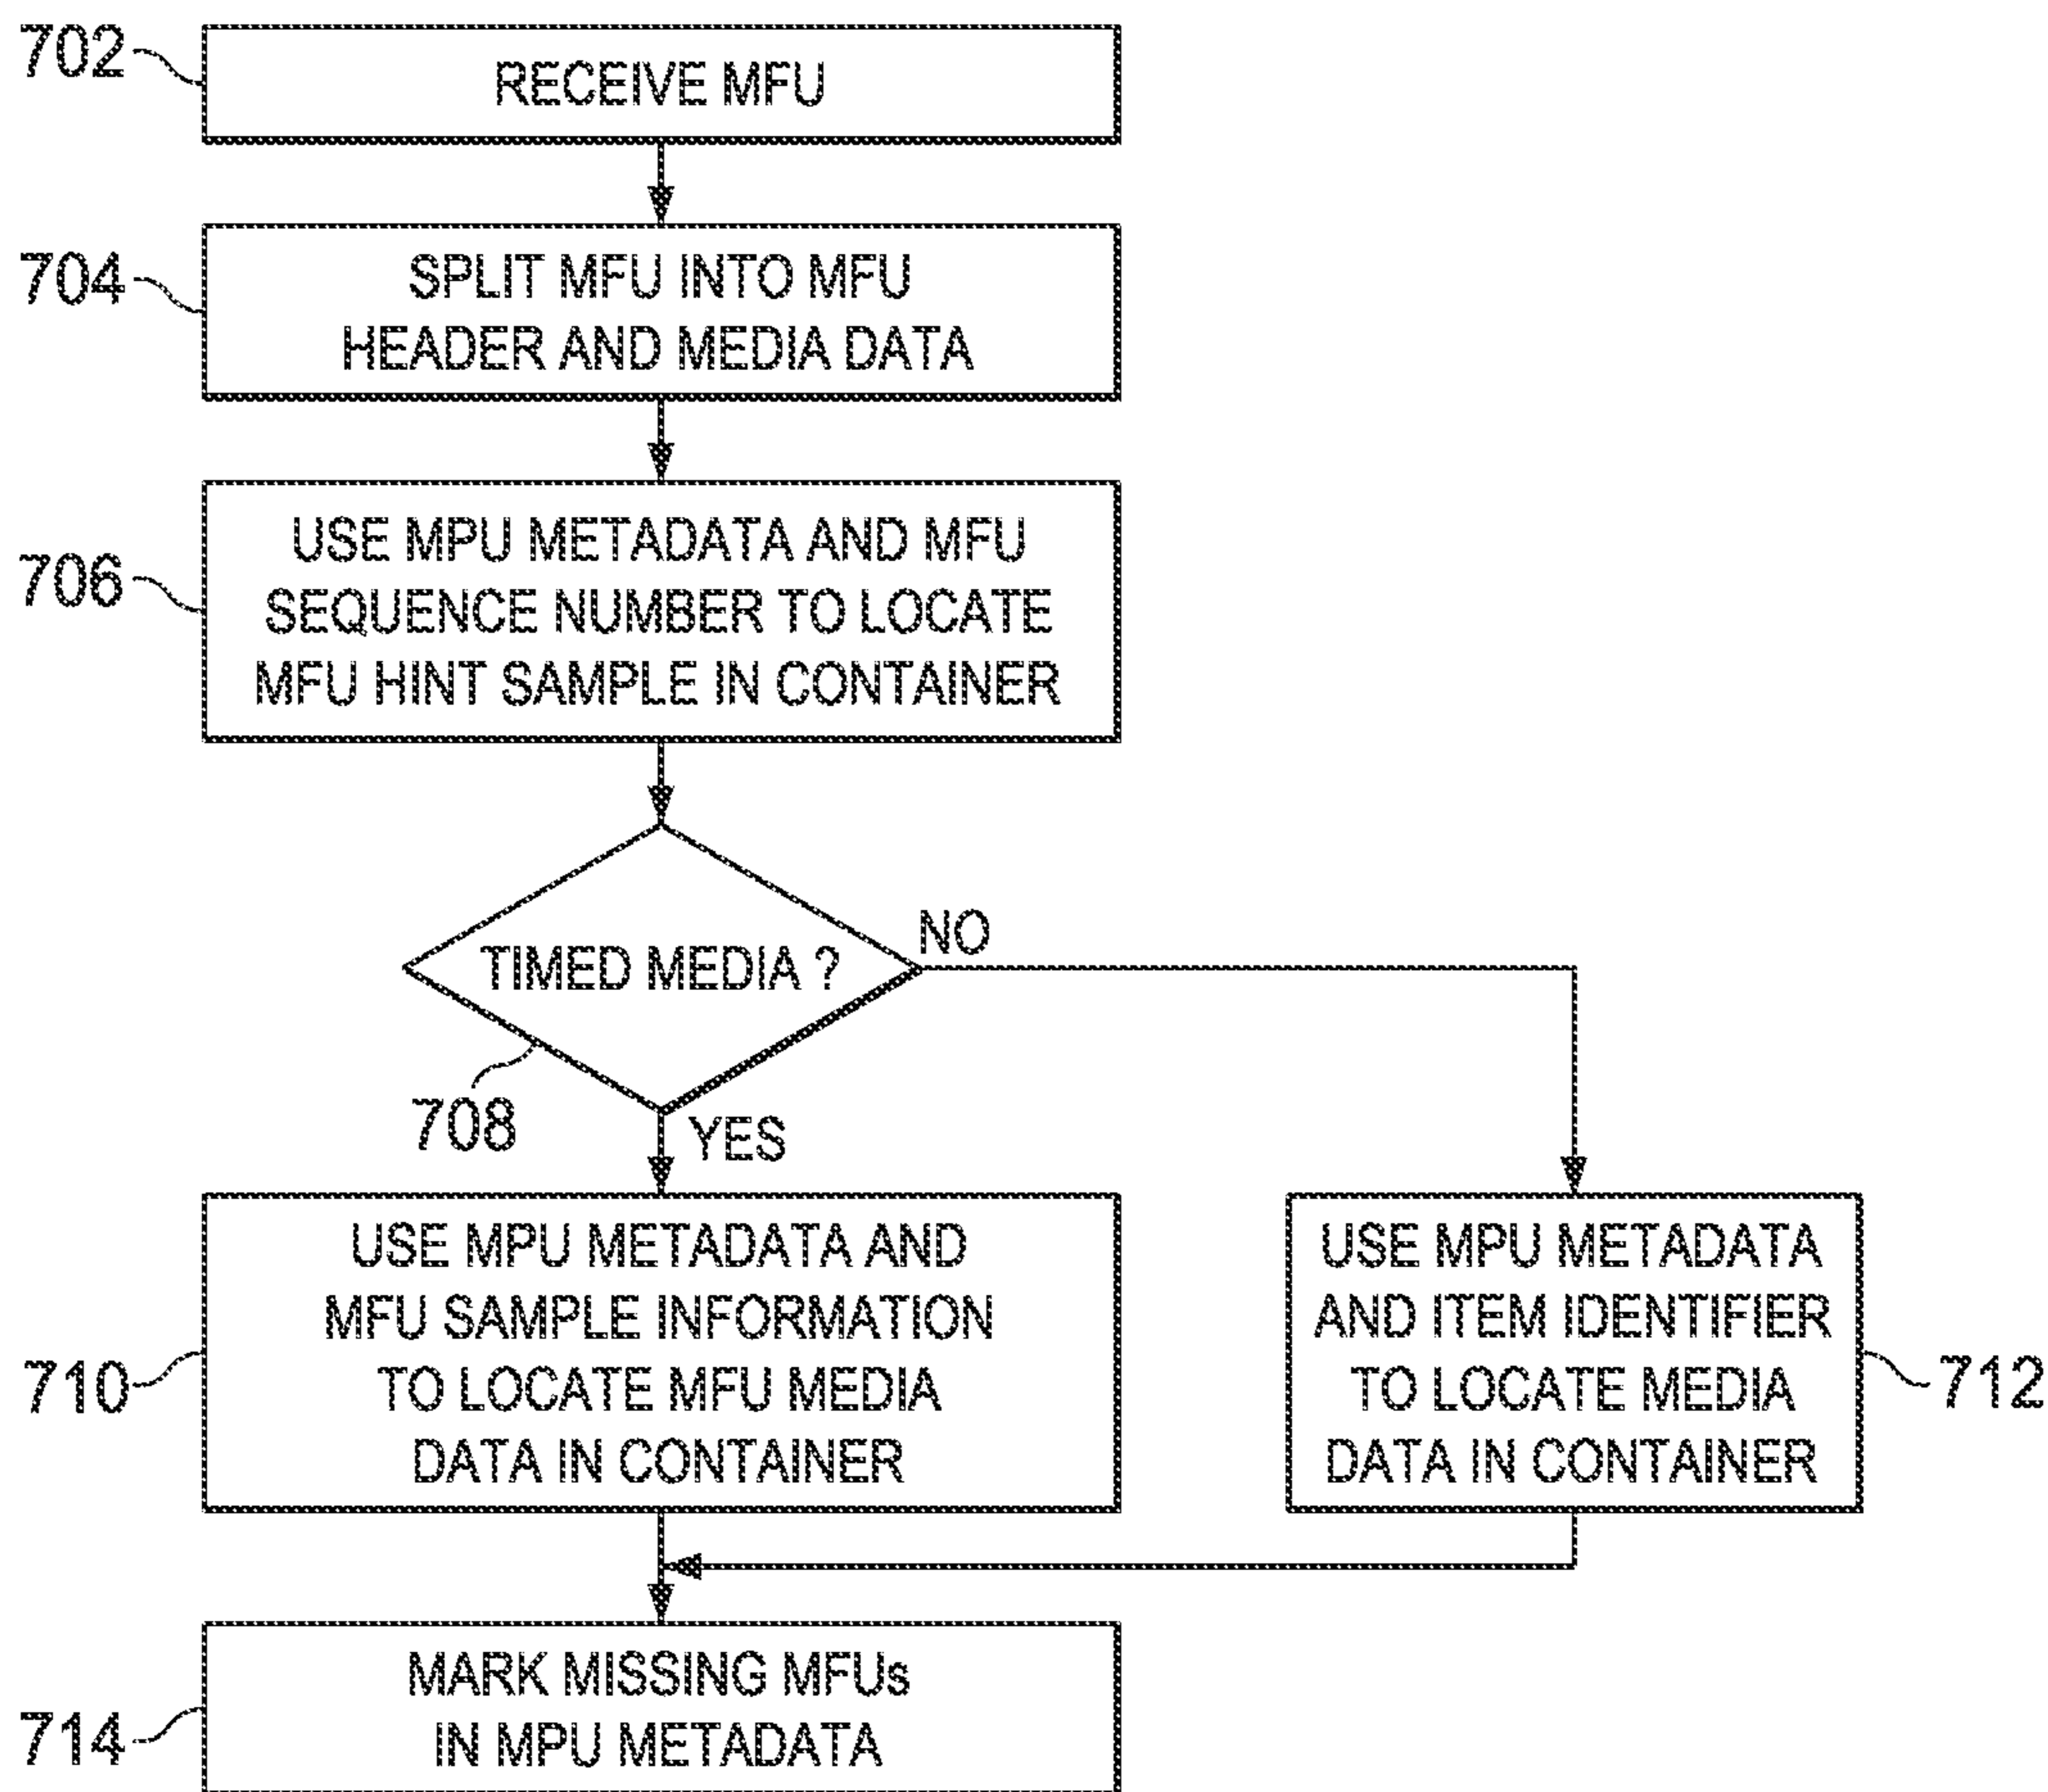 702
RECEIVE MFU
704
SPLIT MFU INTO MFU
HEADER AND MEDIA DATA
706
USE MPU METADATA AND MFU
SEQUENCE NUMBER TO LOCATE
MFU HINT SAMPLE IN CONTAINER
TIMED MEDIA ?
NO
708
YES
710
USE MPU METADATA AND
MFU SAMPLE INFORMATION
TO LOCATE MFU MEDIA
DATA IN CONTAINER
USE MPU METADATA
AND ITEM IDENTIFIER
TO LOCATE MEDIA
DATA IN CONTAINER
712
714
MARK MISSING MFUs
IN MPU METADATA